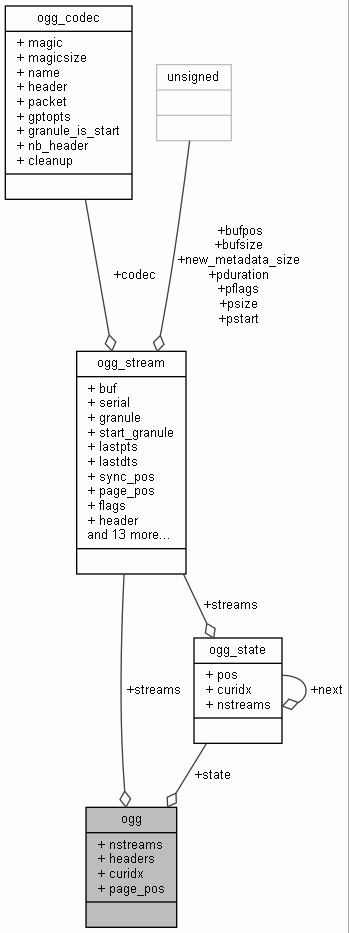 ogg_codec
+ magic
+ magicsize
+ name
+ header
+ packet
+ gptopts
+ granule_is_start
+ nb_header
+ cleanup
unsigned
+codec
+bufpos
+bufsize
+new_metadata_size
+pduration
+pflags
+psize
+pstart
ogg_stream
+ buf
+ serial
+ granule
+ start_granule
+ lastpts
+ lastdts
+ sync_pos
+ page_pos
+ flags
+ header
and 13 more...
+streams
ogg_state
+ pos
+ curidx
+ nstreams
+next
+streams
+state
ogg
+ nstreams
+ headers
+ curidx
+ page_pos